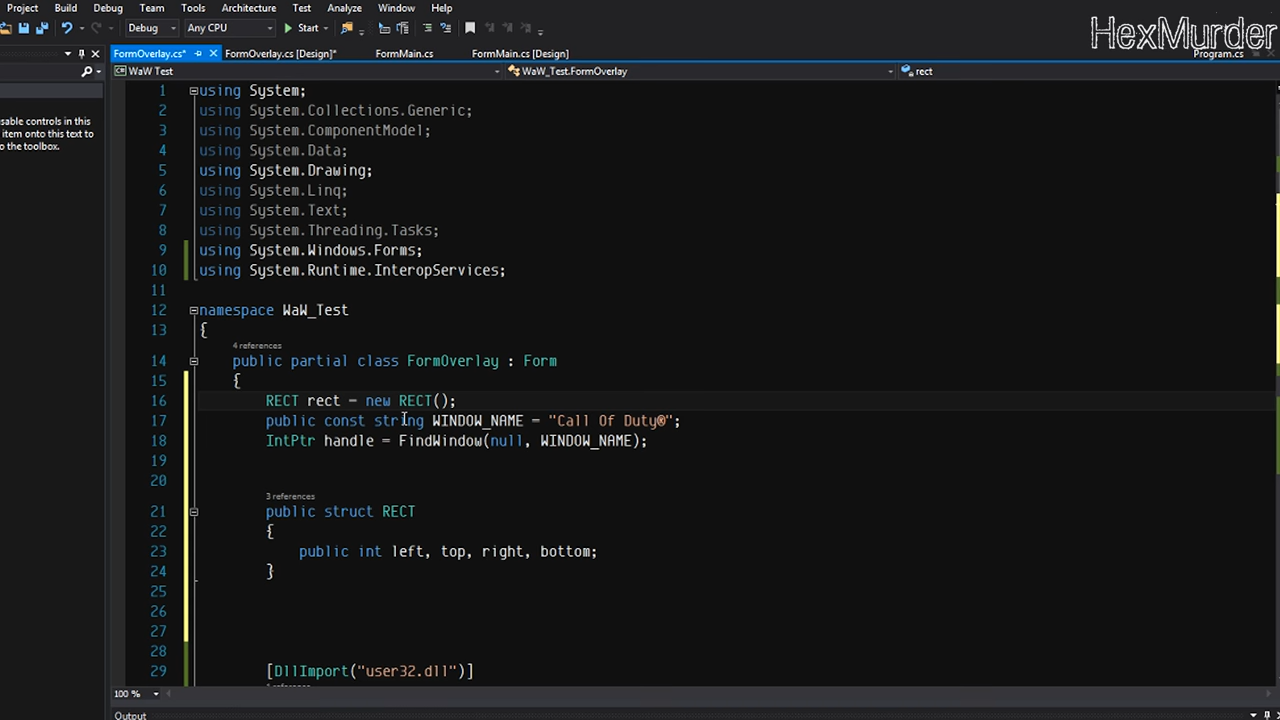 Project Build Debug Team Tools Architecture Test Analyze Window Help
HexMurder
Debug Any CPU Start
FormOverlay.cs* FormOverlay.cs [Design]* FormMain.cs FormMain.cs [Design] Program.cs
WaW Test WaW_Test.FormOverlay rect
1 using System;
2 using System.Collections.Generic;
3 using System.ComponentModel;
sable controls in this
item onto this text to
o the toolbox.
4 using System.Data;
5 using System.Drawing;
6 using System.Linq;
7 using System.Text;
8 using System.Threading.Tasks;
9 using System.Windows.Forms;
10 using System.Runtime.InteropServices;
11
12 namespace WaW_Test
13 {
4 references
14 public partial class FormOverlay : Form
15 {
16 RECT rect = new RECT();
17 public const string WINDOW_NAME = "Call Of Duty®";
18 IntPtr handle = FindWindow(null, WINDOW_NAME);
19
20
3 references
21 public struct RECT
22 {
23 public int left, top, right, bottom;
24 }
25
26
27
28
29 [DllImport("user32.dll")]
100 %
Output